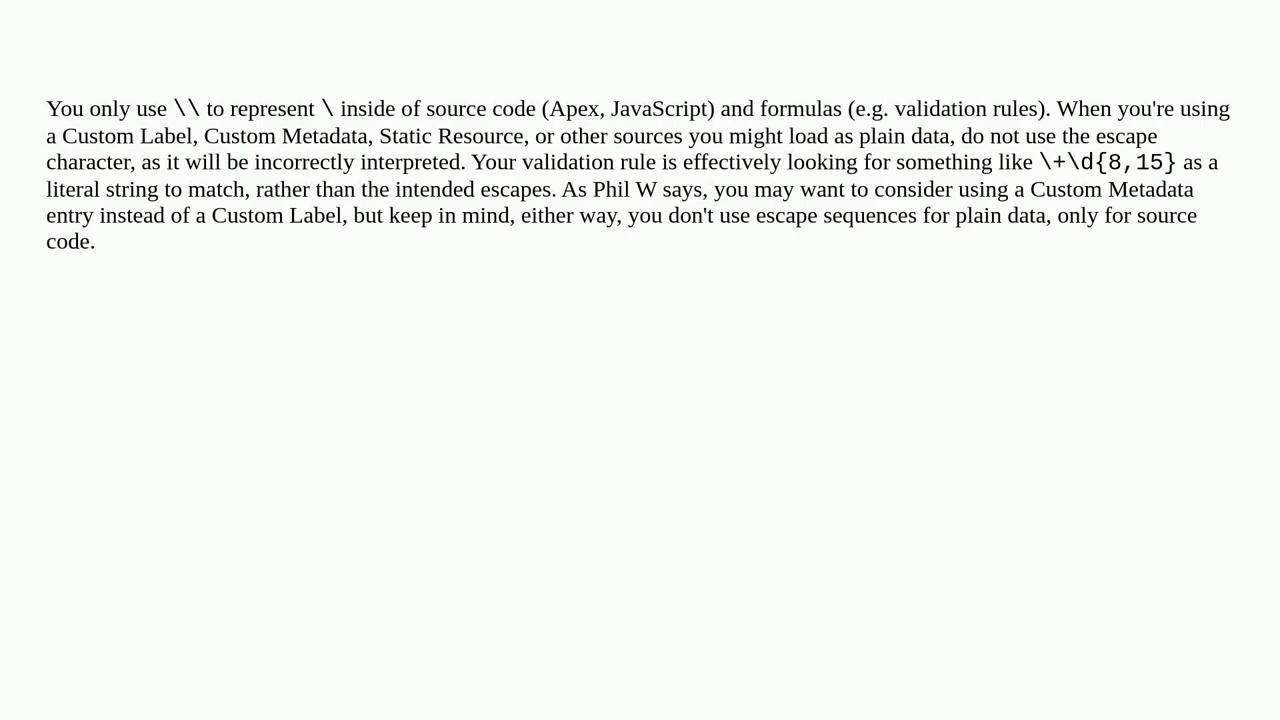 You only use \\ to represent \ inside of source code (Apex, JavaScript) and formulas (e.g. validation rules). When you're using
a Custom Label, Custom Metadata, Static Resource, or other sources you might load as plain data, do not use the escape
character, as it will be incorrectly interpreted. Your validation rule is effectively looking for something like \+\d{8,15} as a
literal string to match, rather than the intended escapes. As Phil W says, you may want to consider using a Custom Metadata
entry instead of a Custom Label, but keep in mind, either way, you don't use escape sequences for plain data, only for source
code.